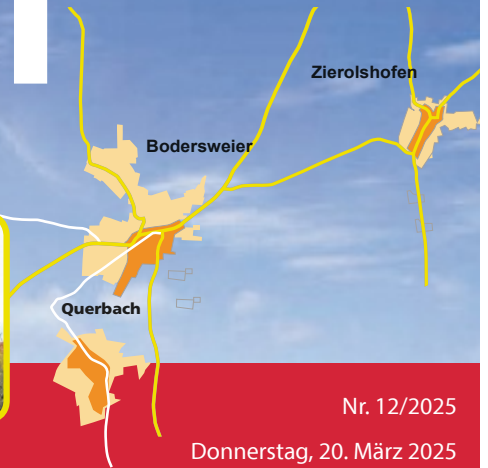 Zierolshofen
Bodersweier
Querbach
Nr. 12/2025
Donnerstag, 20. März 2025